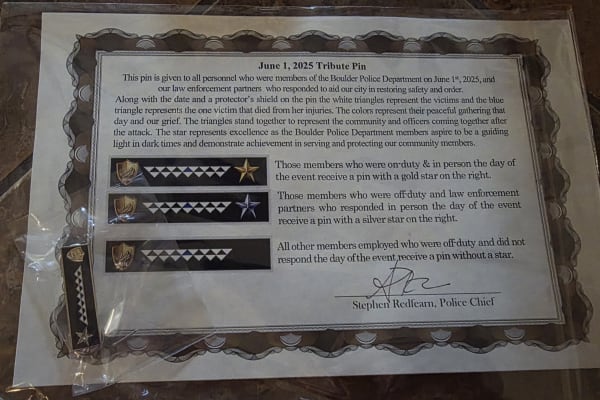 June 1, 2025 Tribute Pin
This pin is given to all personnel who were members of the Boulder Police Department on June 1st, 2025, and
our law enforcement partners who responded to aid our city in restoring safety and order.
Along with the date and a protector's shield on the pin the white triangles represent the victims and the blue
triangle represents the one victim that died from her injuries. The colors represent their peaceful gathering that
day and our grief. The triangles stand together to represent the community and officers coming together after
the attack. The star represents excellence as the Boulder Police Department members aspire to be a guiding
light in dark times and demonstrate achievement in serving and protecting our community members.
Those members who were on-duty & in person the day of
the event receive a pin with a gold star on the right.
Those members who were off-duty and law enforcement
partners who responded in person the day of the event
receive a pin with a silver star on the right.
All other members employed who were off-duty and did not
respond the day of the event receive a pin without a star.
Stephen Redfearn, Police Chief